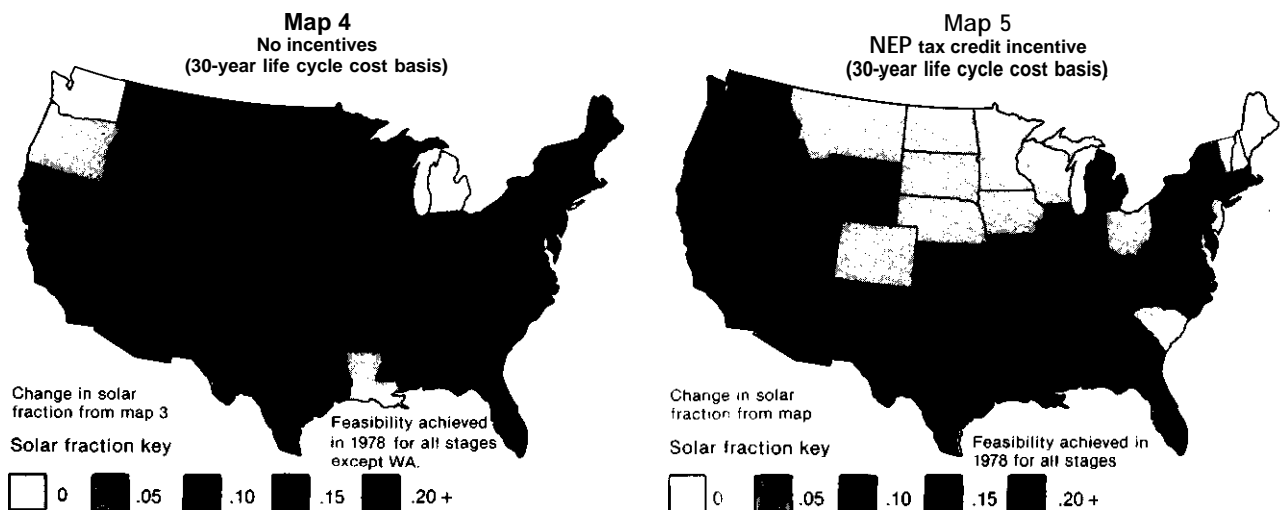 Map 4
No incentives
(30-year life cycle cost basis)
Change in solar
fraction from map 3
Solar fraction key
Feasibility achieved
in 1978 for all stages
except WA.
0 .05 .10 .15 .20 +
Map 5
NEP tax credit incentive
(30-year life cycle cost basis)
Change in solar
fraction from map
Solar fraction key
Feasibility achieved in
1978 for all stages
0 .05 .10 .15 .20 +